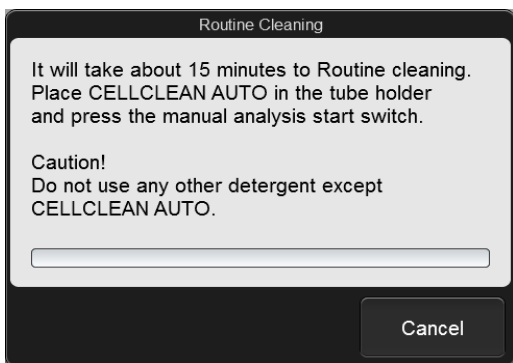 Routine Cleaning
It will take about 15 minutes to Routine cleaning.
Place CELLCLEAN AUTO in the tube holder
and press the manual analysis start switch.
Caution!
Do not use any other detergent except
CELLCLEAN AUTO.
Cancel